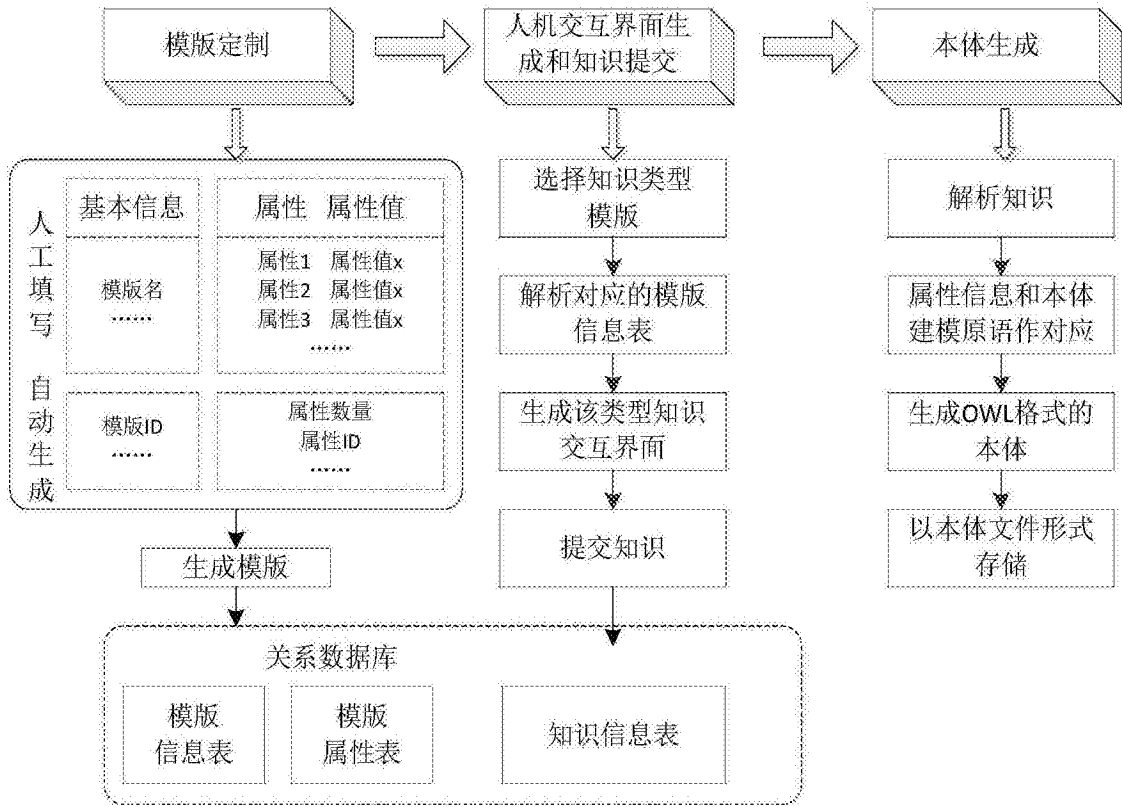 模版定制
人机交互界面生
成和知识提交
本体生成
人工填写
自动生成
基本信息
模版名
……
属性 属性值
属性1 属性值x
属性2 属性值x
属性3 属性值x
……
模版ID
……
属性数量
属性ID
……
生成模版
选择知识类型
模版
解析对应的模版
信息表
生成该类型知识
交互界面
提交知识
解析知识
属性信息和本体
建模原语作对应
生成OWL格式的
本体
以本体文件形式
存储
关系数据库
模版
信息表
模版
属性表
知识信息表